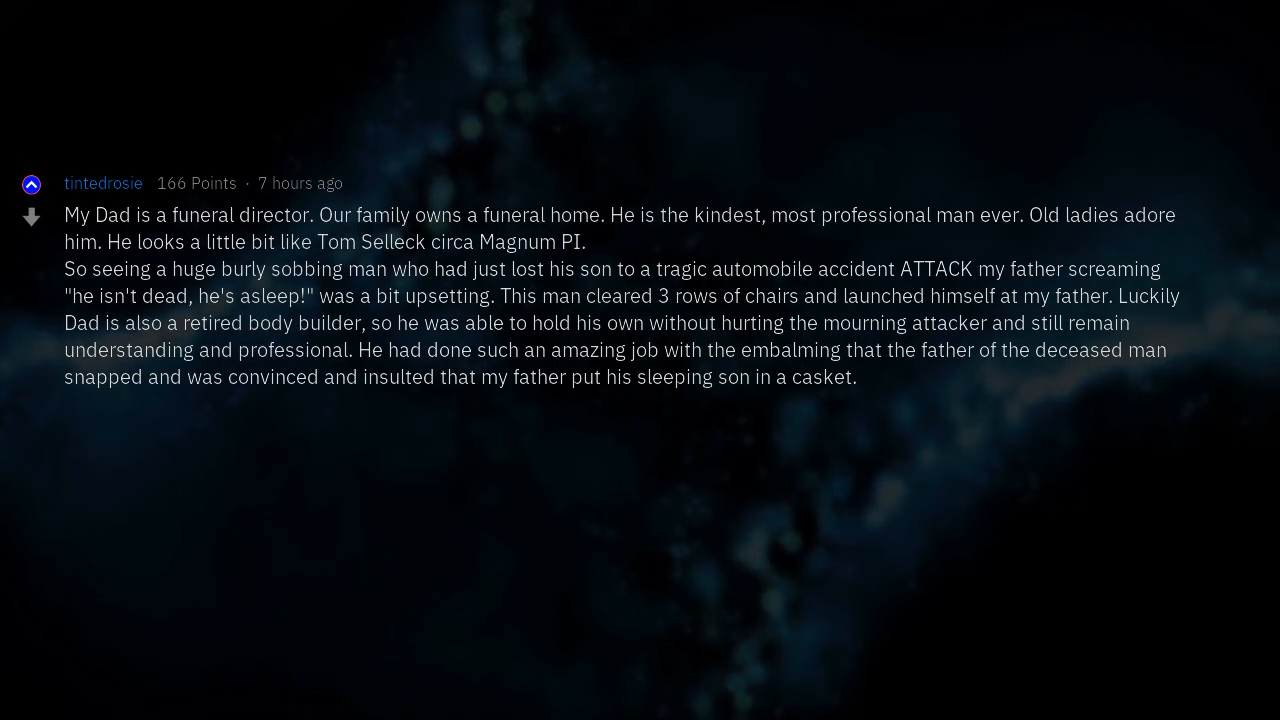 tintedrosie 166 Points · 7 hours ago
My Dad is a funeral director. Our family owns a funeral home. He is the kindest, most professional man ever. Old ladies adore
him. He looks a little bit like Tom Selleck circa Magnum PI.
So seeing a huge burly sobbing man who had just lost his son to a tragic automobile accident ATTACK my father screaming
"he isn't dead, he's asleep!" was a bit upsetting. This man cleared 3 rows of chairs and launched himself at my father. Luckily
Dad is also a retired body builder, so he was able to hold his own without hurting the mourning attacker and still remain
understanding and professional. He had done such an amazing job with the embalming that the father of the deceased man
snapped and was convinced and insulted that my father put his sleeping son in a casket.